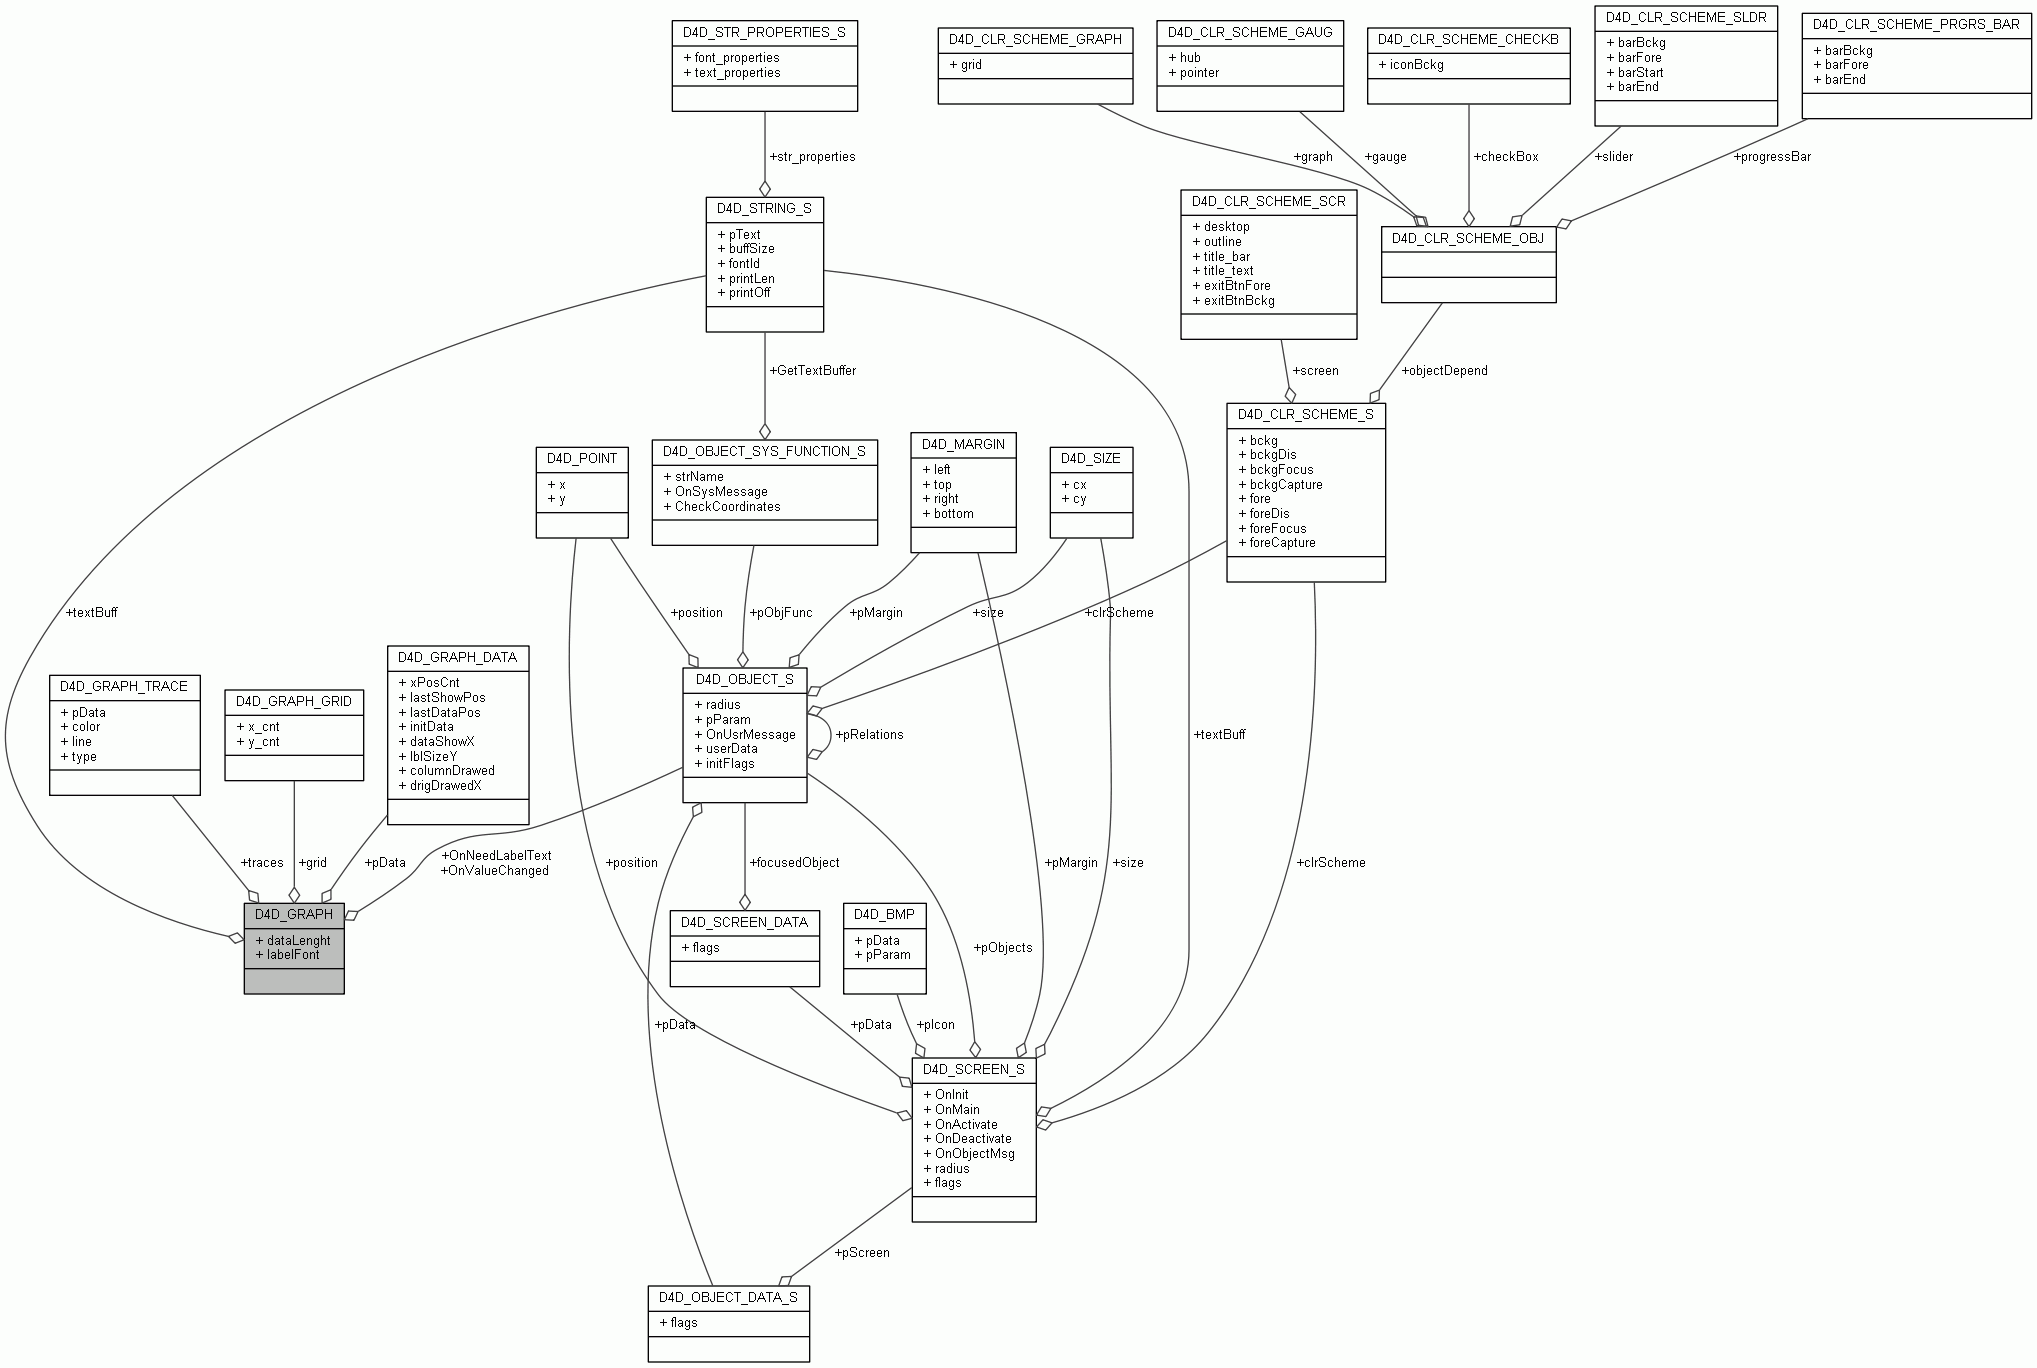 D4D_STR_PROPERTIES_S
+ font_properties
+ text_properties
D4D_CLR_SCHEME_GRAPH
+ grid
D4D_CLR_SCHEME_GAUG
+ hub
+ pointer
D4D_CLR_SCHEME_CHECKB
+ iconBckg
D4D_CLR_SCHEME_SLDR
+ barBckg
+ barFore
+ barStart
+ barEnd
D4D_CLR_SCHEME_PRGRS_BAR
+ barBckg
+ barFore
+ barEnd
+str_properties
+graph
+gauge
+checkBox
+slider
+progressBar
D4D_STRING_S
+ pText
+ buffSize
+ fontId
+ printLen
+ printOff
D4D_CLR_SCHEME_SCR
+ desktop
+ outline
+ title_bar
+ title_text
+ exitBtnFore
+ exitBtnBckg
D4D_CLR_SCHEME_OBJ
+GetTextBuffer
+screen
+objectDepend
D4D_POINT
+ x
+ y
D4D_OBJECT_SYS_FUNCTION_S
+ strName
+ OnSysMessage
+ CheckCoordinates
D4D_MARGIN
+ left
+ top
+ right
+ bottom
D4D_SIZE
+ cx
+ cy
D4D_CLR_SCHEME_S
+ bckg
+ bckgDis
+ bckgFocus
+ bckgCapture
+ fore
+ foreDis
+ foreFocus
+ foreCapture
+textBuff
+position
+pObjFunc
+pMargin
+size
+clrScheme
D4D_GRAPH_TRACE
+ pData
+ color
+ line
+ type
D4D_GRAPH_GRID
+ x_cnt
+ y_cnt
D4D_GRAPH_DATA
+ xPosCnt
+ lastShowPos
+ lastDataPos
+ initData
+ dataShowX
+ lblSizeY
+ columnDrawed
+ drigDrawedX
D4D_OBJECT_S
+ radius
+ pParam
+ OnUsrMessage
+ userData
+ initFlags
+pRelations
+textBuff
+traces
+grid
+pData
+OnNeedLabelText
+OnValueChanged
+position
+focusedObject
+pMargin
+size
+clrScheme
D4D_GRAPH
+ dataLenght
+ labelFont
D4D_SCREEN_DATA
+ flags
D4D_BMP
+ pData
+ pParam
+pObjects
+pData
+pData
+pIcon
D4D_SCREEN_S
+ OnInit
+ OnMain
+ OnActivate
+ OnDeactivate
+ OnObjectMsg
+ radius
+ flags
+pScreen
D4D_OBJECT_DATA_S
+ flags